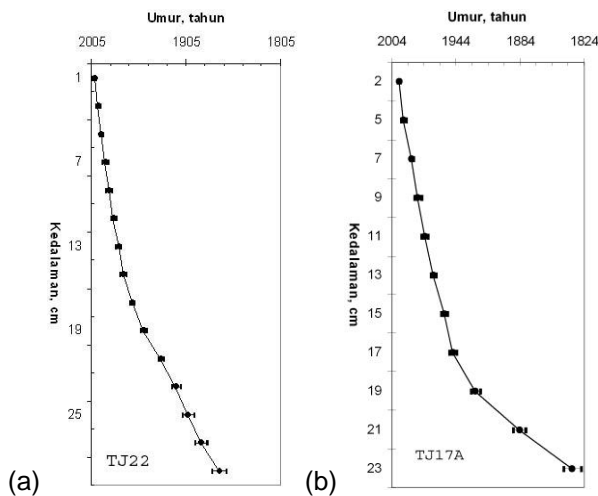 Umur, tahun
2005 1905 1805
1
7
13
19
25
Kedalaman, cm
TJ22
(a)
Umur, tahun
2004 1944 1884 1824
2
5
7
9
11
13
15
17
19
21
23
Kedalaman, cm
TJ17A
(b)